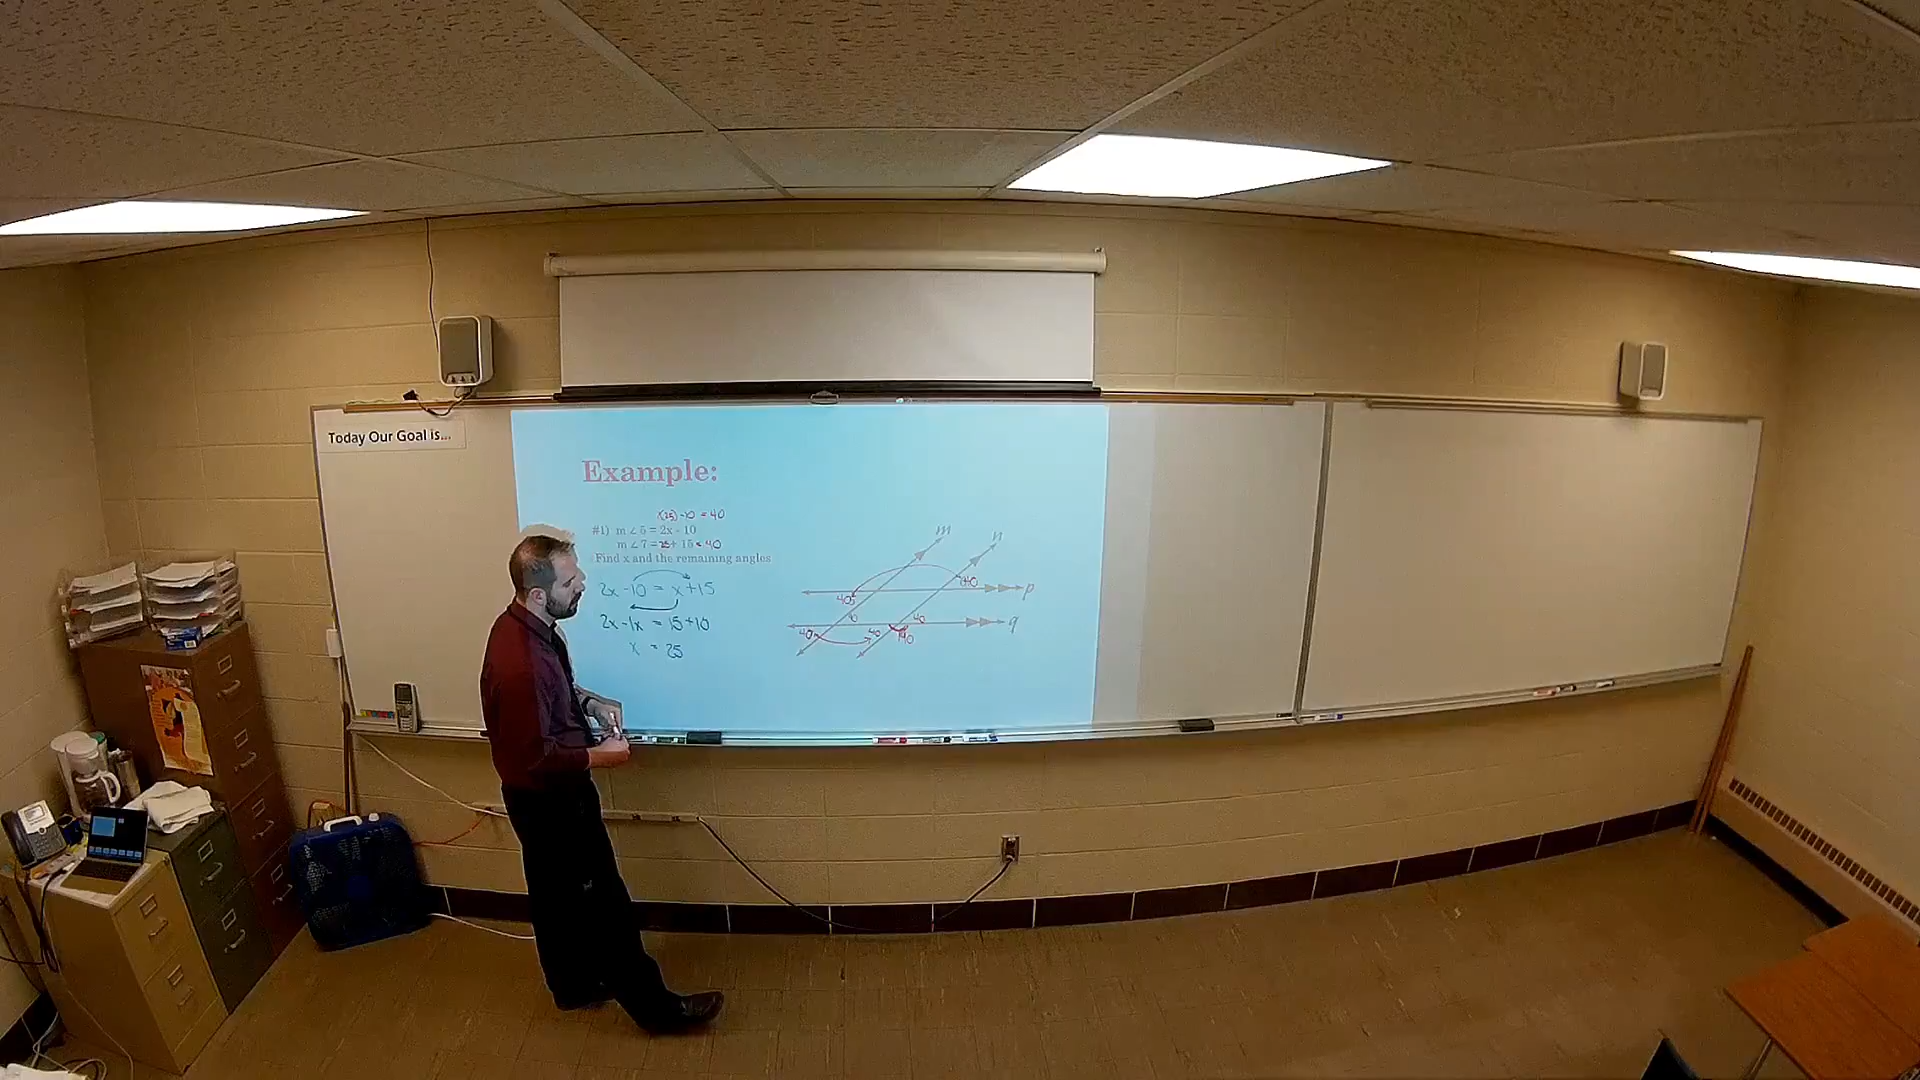 Today Our Goal is...
Example:
(25) -10 = 40
#1) m∠5 = 2x - 10
m∠7 = 25+ 15 = 40
Find x and the remaining angles
2x -10 = x +15
2x -1x = 15 +10
x = 25
m
n
140
p
40
6
40
q
40
40
140